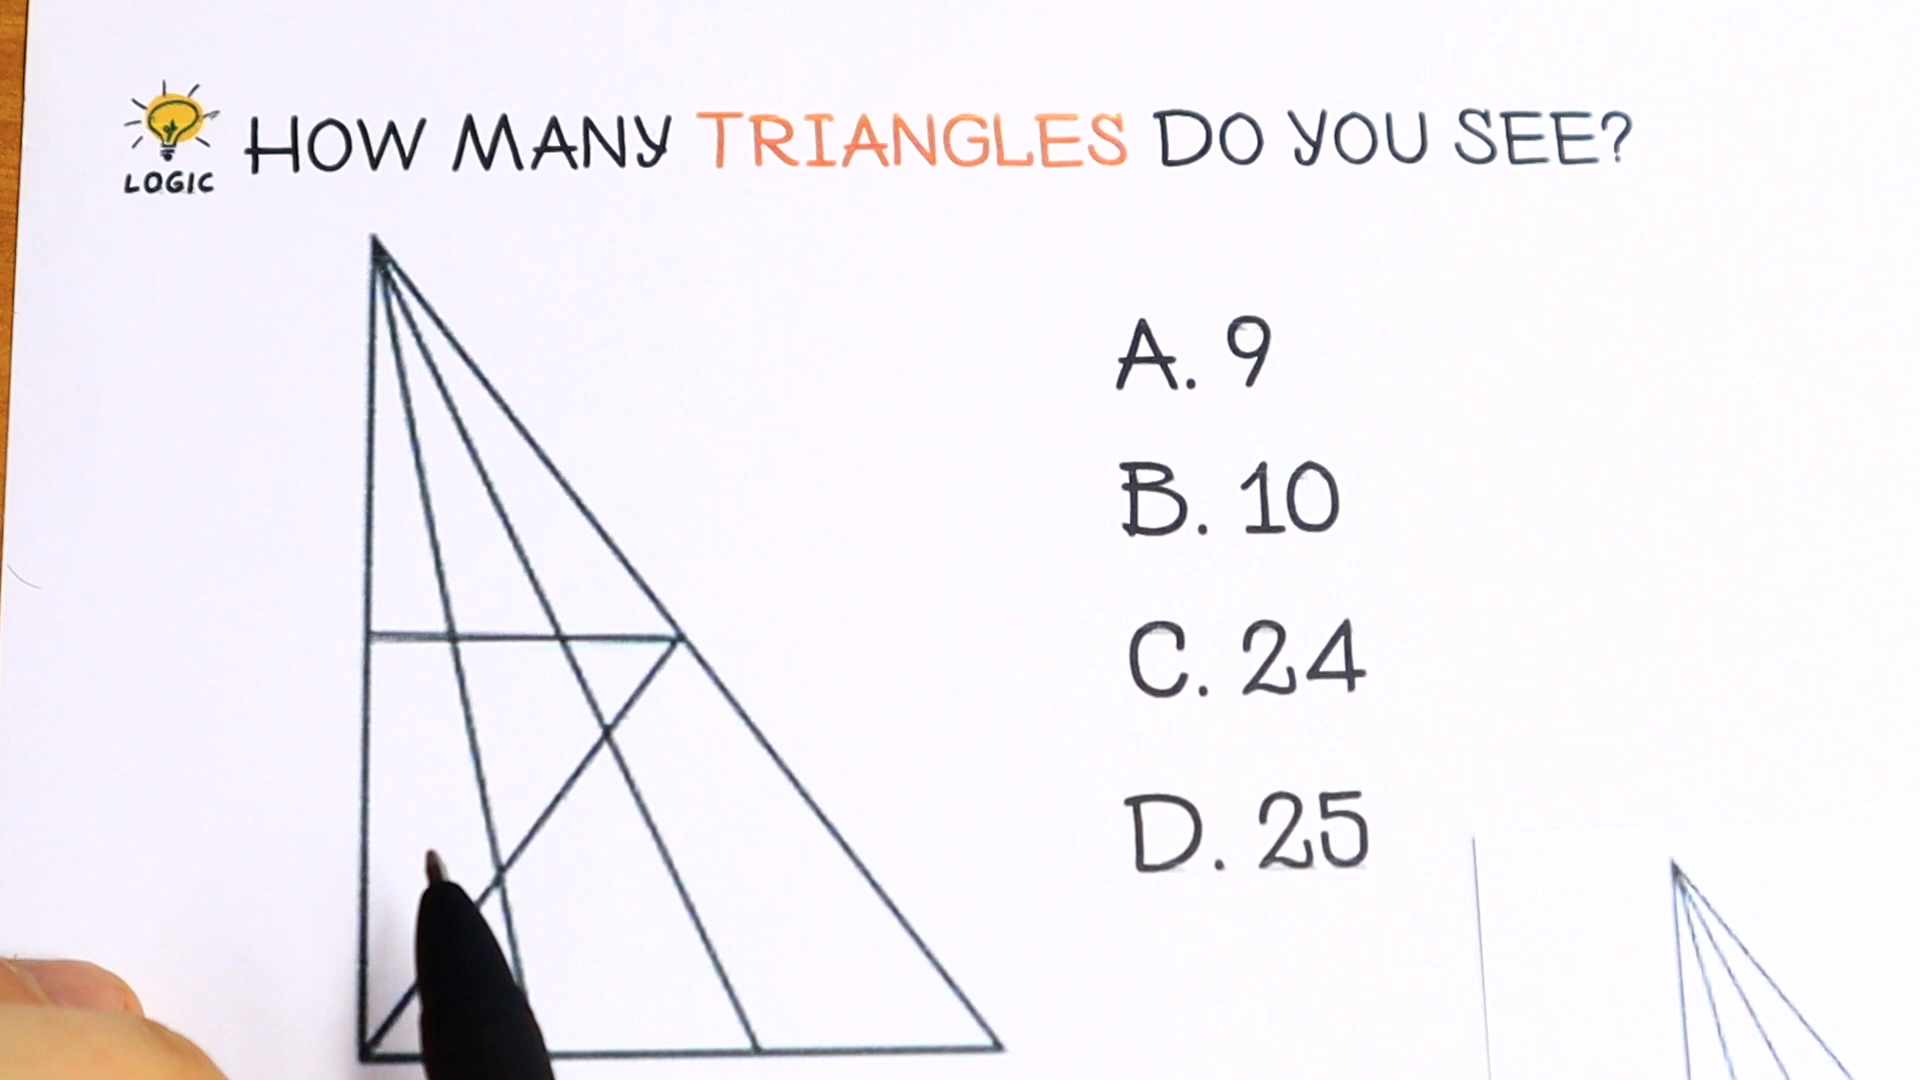 LOGIC
HOW MANY TRIANGLES DO YOU SEE?
A. 9
B. 10
C. 24
D. 25